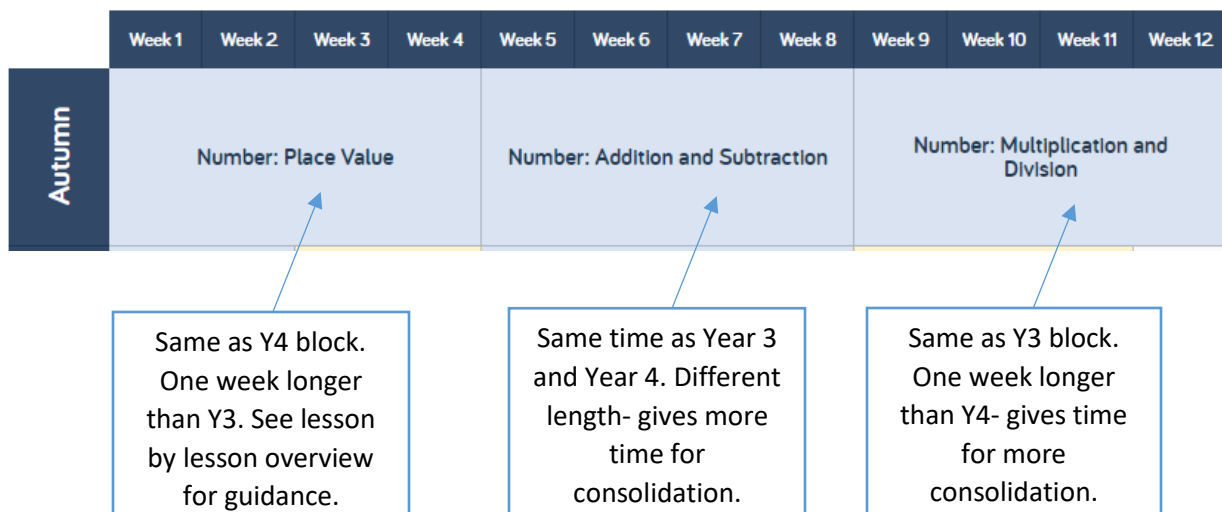 Week 1 Week 2 Week 3 Week 4 Week 5 Week 6 Week 7 Week 8 Week 9 Week 10 Week 11 Week 12
Autumn
Number: Place Value
Number: Addition and Subtraction
Number: Multiplication and
Division
Same as Y4 block.
One week longer
than Y3. See lesson
by lesson overview
for guidance.
Same time as Year 3
and Year 4. Different
length- gives more
time for
consolidation.
Same as Y3 block.
One week longer
than Y4- gives time
for more
consolidation.